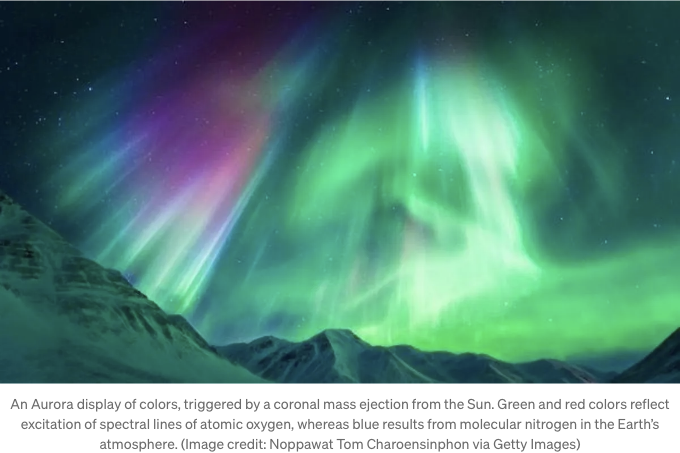 An Aurora display of colors, triggered by a coronal mass ejection from the Sun. Green and red colors reflect
excitation of spectral lines of atomic oxygen, whereas blue results from molecular nitrogen in the Earth's
atmosphere. (Image credit: Noppawat Tom Charoensinphon via Getty Images)